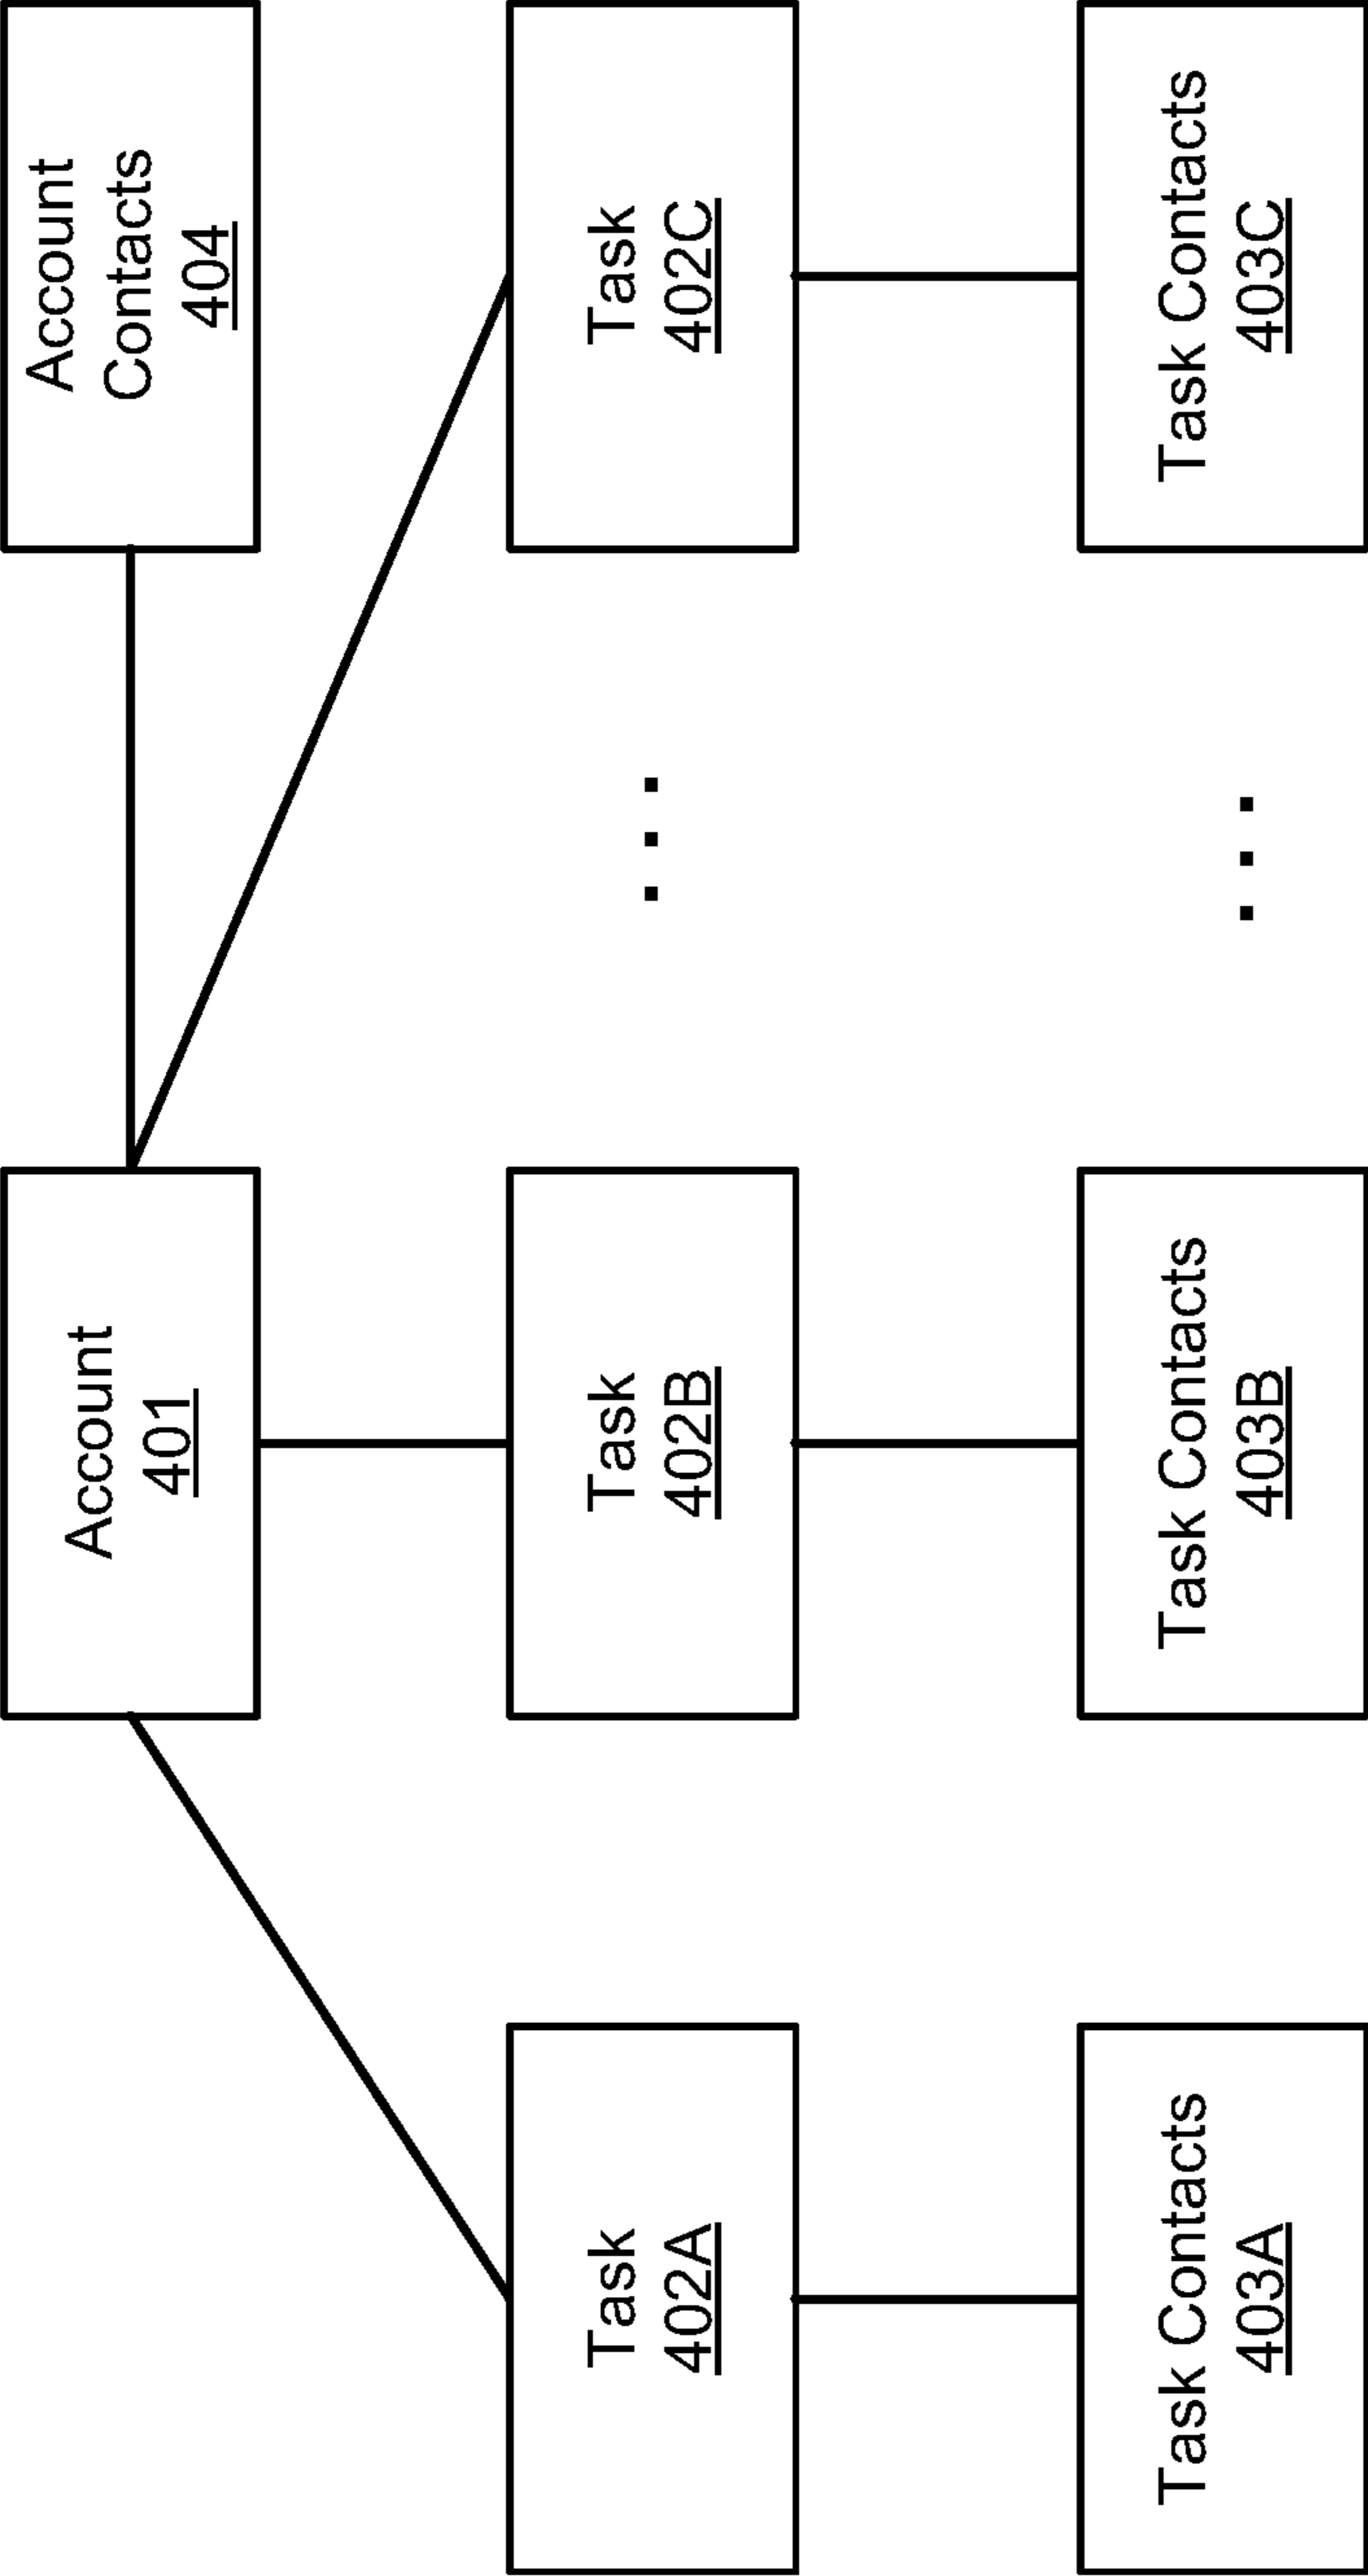 Account
401
Account
Contacts
404
Task
402A
Task
402B
. . .
Task
402C
Task Contacts
403A
Task Contacts
403B
. . .
Task Contacts
403C